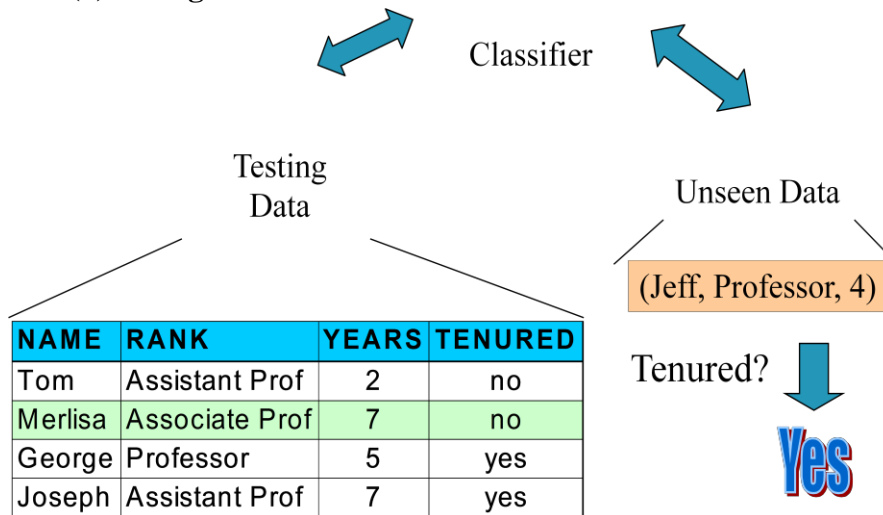 Classifier
Testing
Data
Unseen Data
(Jeff, Professor, 4)
NAME RANK YEARS TENURED
Tom Assistant Prof 2 no
Merlisa Associate Prof 7 no
George Professor 5 yes
Joseph Assistant Prof 7 yes
Tenured?
Yes